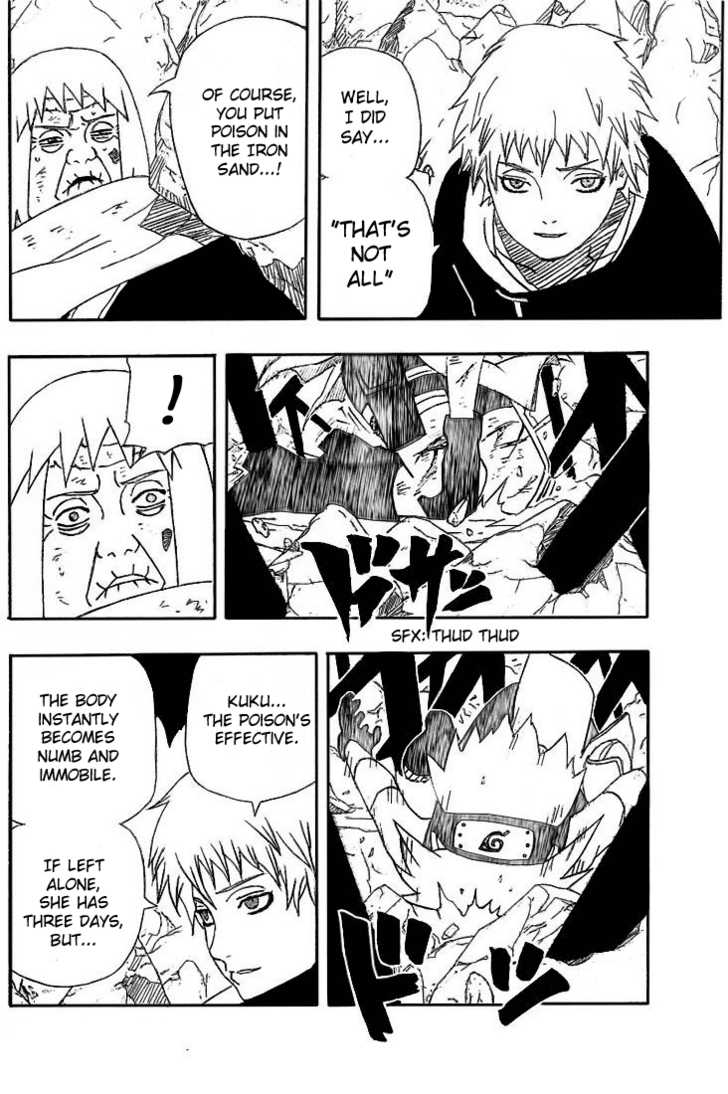 WELL,
I DID
SAY...
"THAT'S
NOT
ALL"
OF COURSE,
YOU PUT
POISON IN
THE IRON
SAND...!
ドサッ
SFX: THUD THUD
!
ドッ
KUKU...
THE POISON'S
EFFECTIVE.
THE BODY
INSTANTLY
BECOMES
NUMB AND
IMMOBILE.
IF LEFT
ALONE,
SHE HAS
THREE DAYS,
BUT...